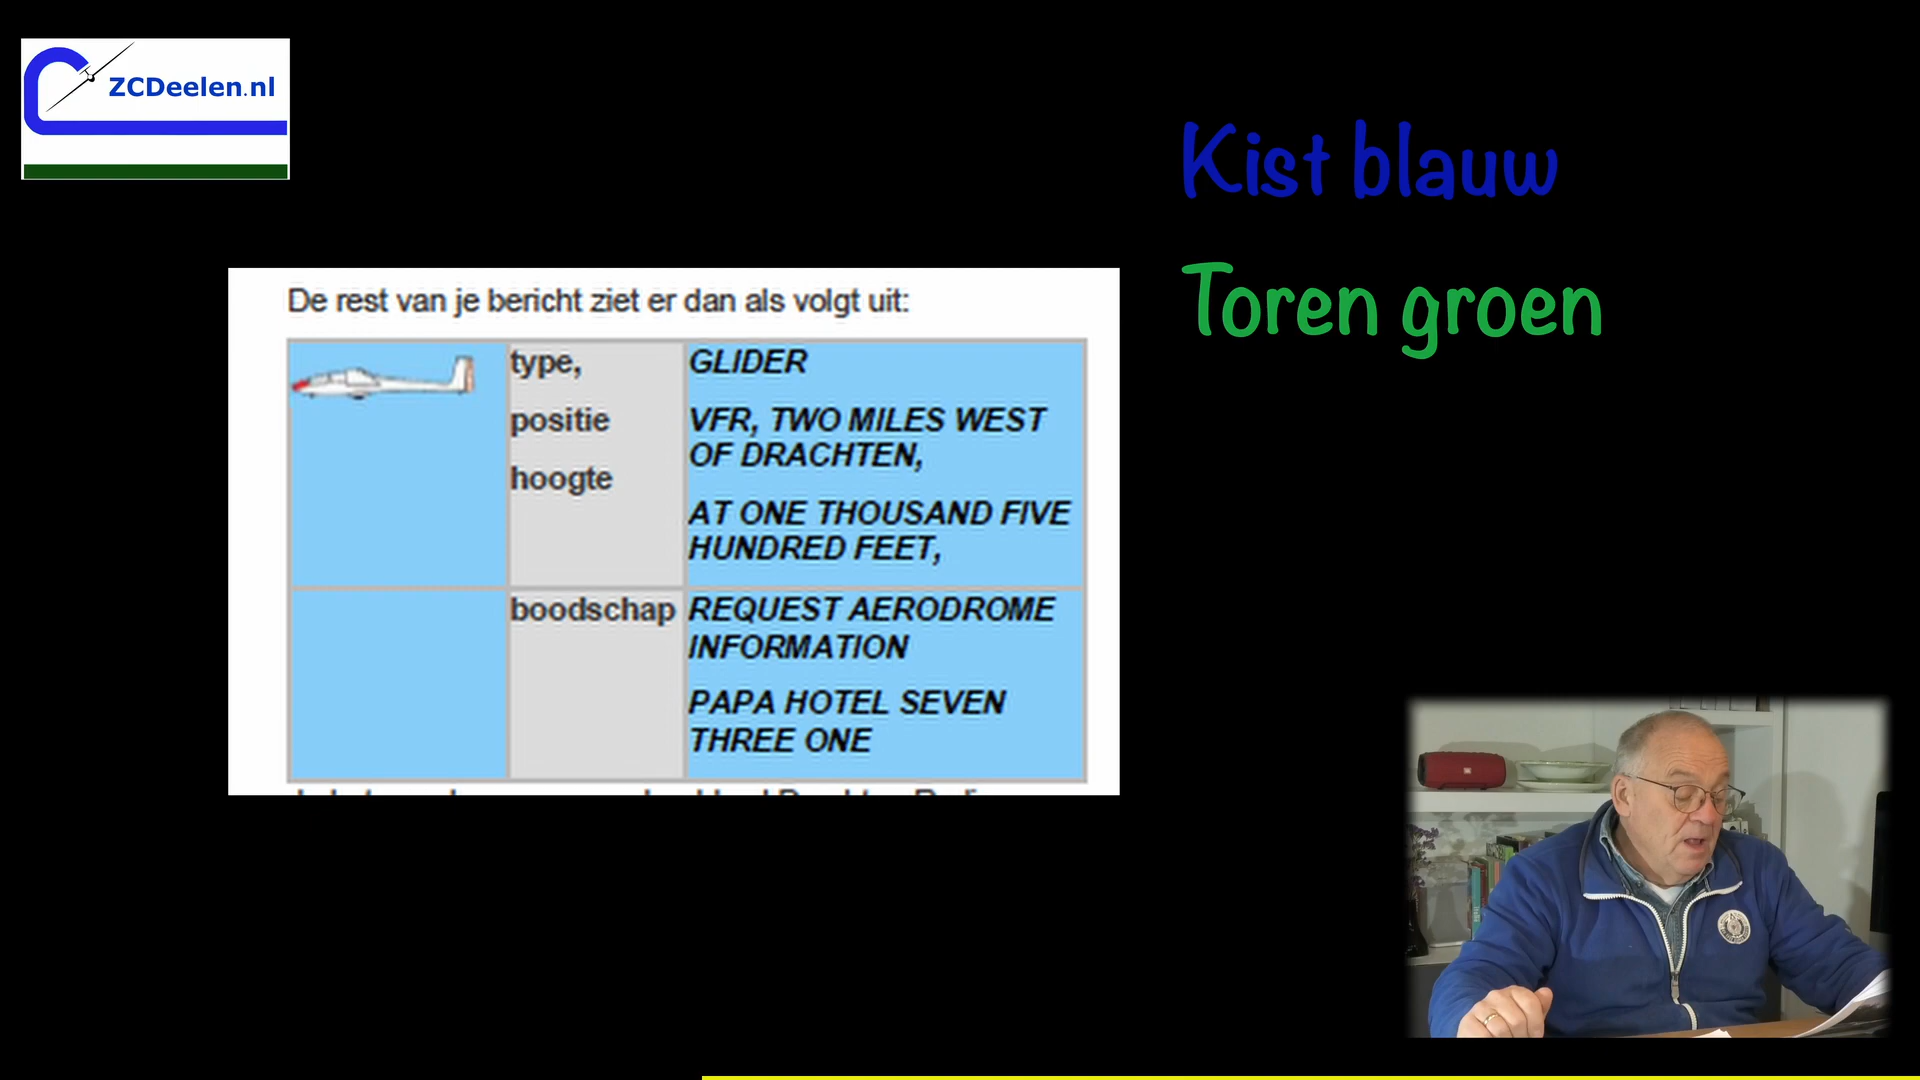 ZCDeelen.nl
Kist blauw
Toren groen
De rest van je bericht ziet er dan als volgt uit:
type,
GLIDER
positie
VFR, TWO MILES WEST
OF DRACHTEN,
hoogte
AT ONE THOUSAND FIVE
HUNDRED FEET,
boodschap
REQUEST AERODROME
INFORMATION
PAPA HOTEL SEVEN
THREE ONE